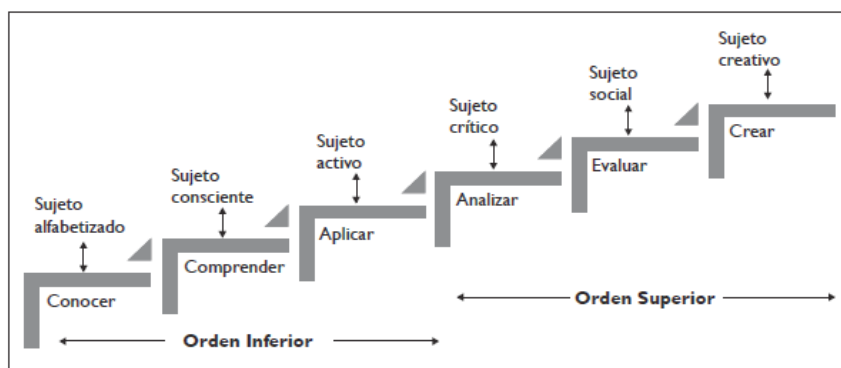 Sujeto
alfabetizado
Conocer
Sujeto
consciente
Comprender
Sujeto
activo
Aplicar
Sujeto
crítico
Analizar
Sujeto
social
Evaluar
Sujeto
creativo
Crear
Orden Inferior
Orden Superior